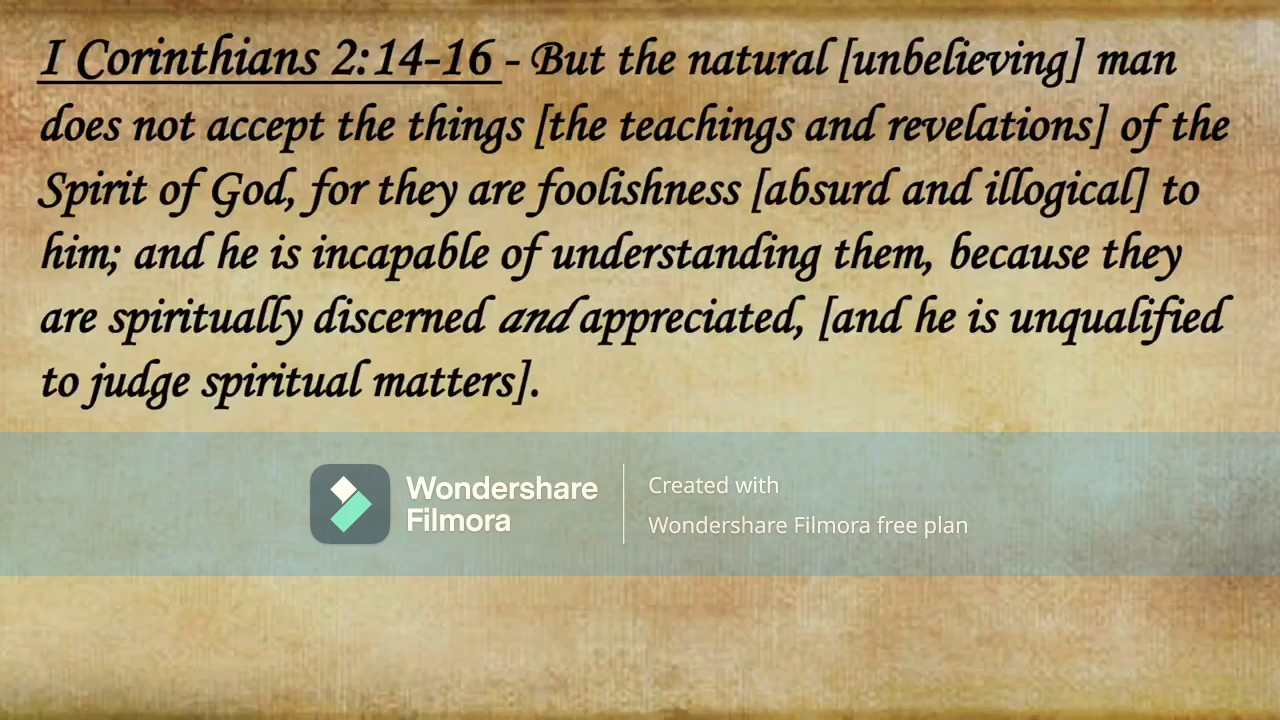 I Corinthians 2:14-16 - But the natural [unbelieving] man
does not accept the things [the teachings and revelations] of the
Spirit of God, for they are foolishness [absurd and illogical] to
him; and he is incapable of understanding them, because they
are spiritually discerned and appreciated, [and he is unqualified
to judge spiritual matters].
Wondershare
Filmora
Created with
Wondershare Filmora free plan